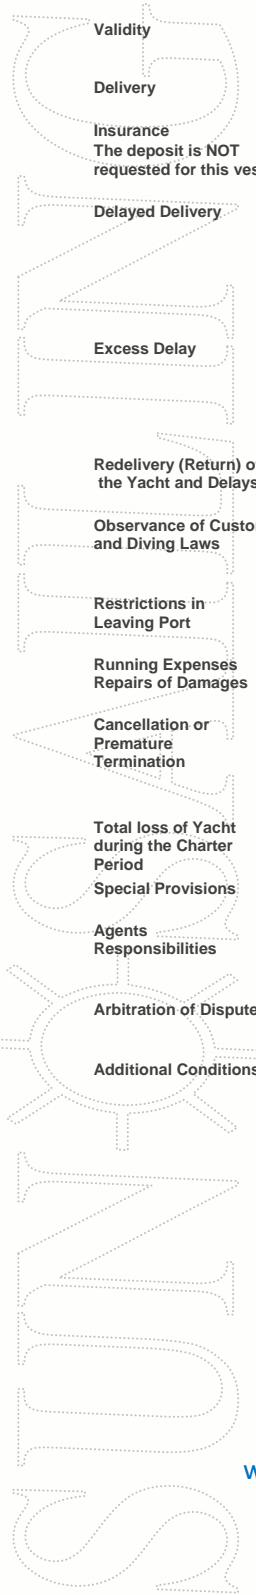 Validity
Delivery
Insurance
The deposit is NOT
requested for this ves
Delayed Delivery
Excess Delay
Redelivery (Return) o
the Yacht and Delays
Observance of Custo
and Diving Laws
Restrictions in
Leaving Port
Running Expenses
Repairs of Damages
Cancellation or
Premature
Termination
Total loss of Yacht
during the Charter
Period
Special Provisions
Agents
Responsibilities
Arbitration of Dispute
Additional Conditions
W
SUN SAILING